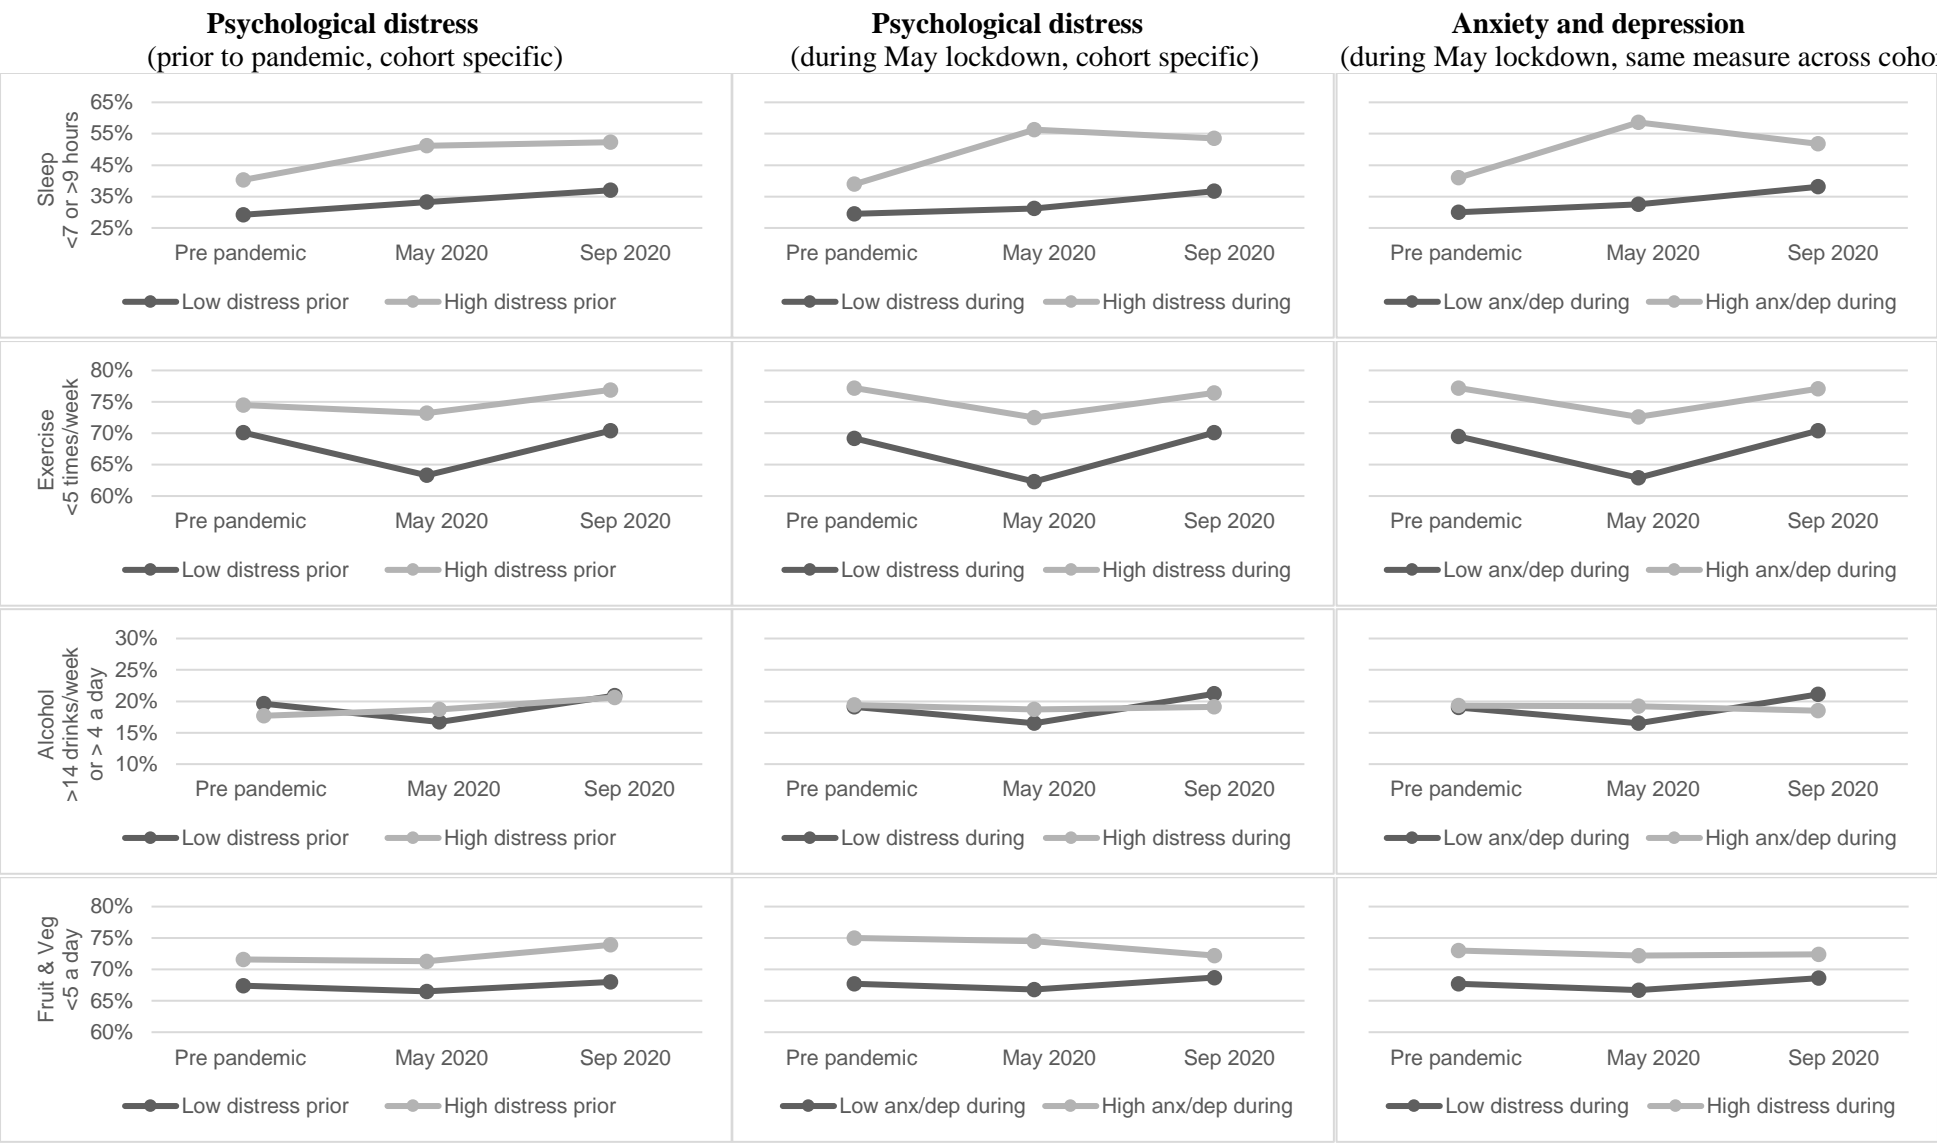 Psychological distress
(prior to pandemic, cohort specific)
Psychological distress
(during May lockdown, cohort specific)
Anxiety and depression
(during May lockdown, same measure across cohor
Sleep
<7 or >9 hours
65%
55%
45%
35%
25%
Pre pandemic May 2020 Sep 2020
Low distress prior High distress prior
Pre pandemic May 2020 Sep 2020
Low distress during High distress during
Pre pandemic May 2020 Sep 2020
Low anx/dep during High anx/dep during
Exercise
<5 times/week
80%
75%
70%
65%
60%
Pre pandemic May 2020 Sep 2020
Low distress prior High distress prior
Pre pandemic May 2020 Sep 2020
Low distress during High distress during
Pre pandemic May 2020 Sep 2020
Low anx/dep during High anx/dep during
Alcohol
>14 drinks/week
or > 4 a day
30%
25%
20%
15%
10%
Pre pandemic May 2020 Sep 2020
Low distress prior High distress prior
Pre pandemic May 2020 Sep 2020
Low distress during High distress during
Pre pandemic May 2020 Sep 2020
Low anx/dep during High anx/dep during
Fruit & Veg
<5 a day
80%
75%
70%
65%
60%
Pre pandemic May 2020 Sep 2020
Low distress prior High distress prior
Pre pandemic May 2020 Sep 2020
Low anx/dep during High anx/dep during
Pre pandemic May 2020 Sep 2020
Low distress during High distress during